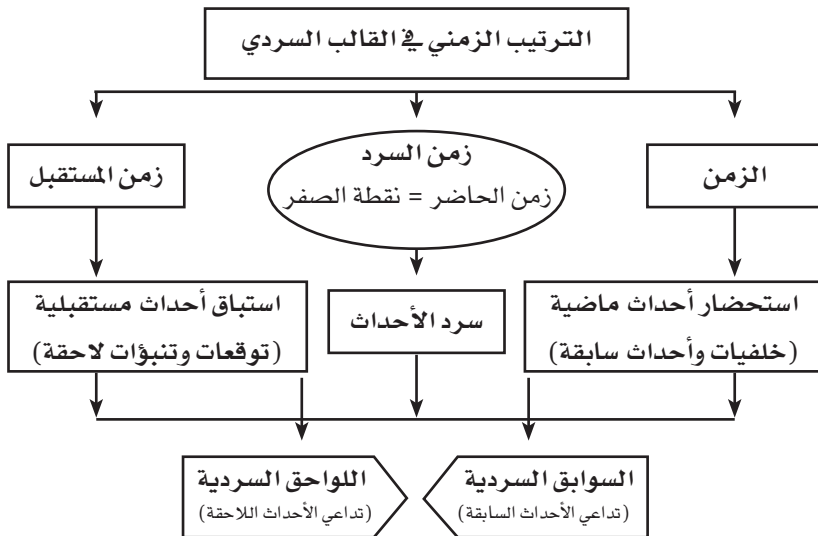 الترتيب الزمني في القالب السردي
الزمن
زمن السرد
زمن الحاضر = نقطة الصفر
زمن المستقبل
استحضار أحداث ماضية
(خلفيات وأحداث سابقة)
سرد الأحداث
استباق أحداث مستقبلية
(توقعات وتنبؤات لاحقة)
السوابق السردية
(تداعي الأحداث السابقة)
اللواحق السردية
(تداعي الأحداث اللاحقة)